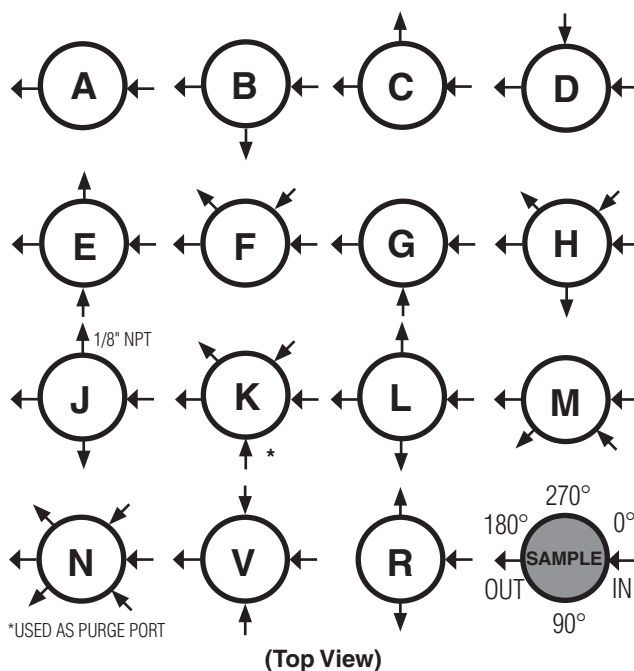 A B C D
E F G H
1/8" NPT
J K L M
*
270°
180° 0°
N V R SAMPLE
OUT IN
90°
*USED AS PURGE PORT
(Top View)